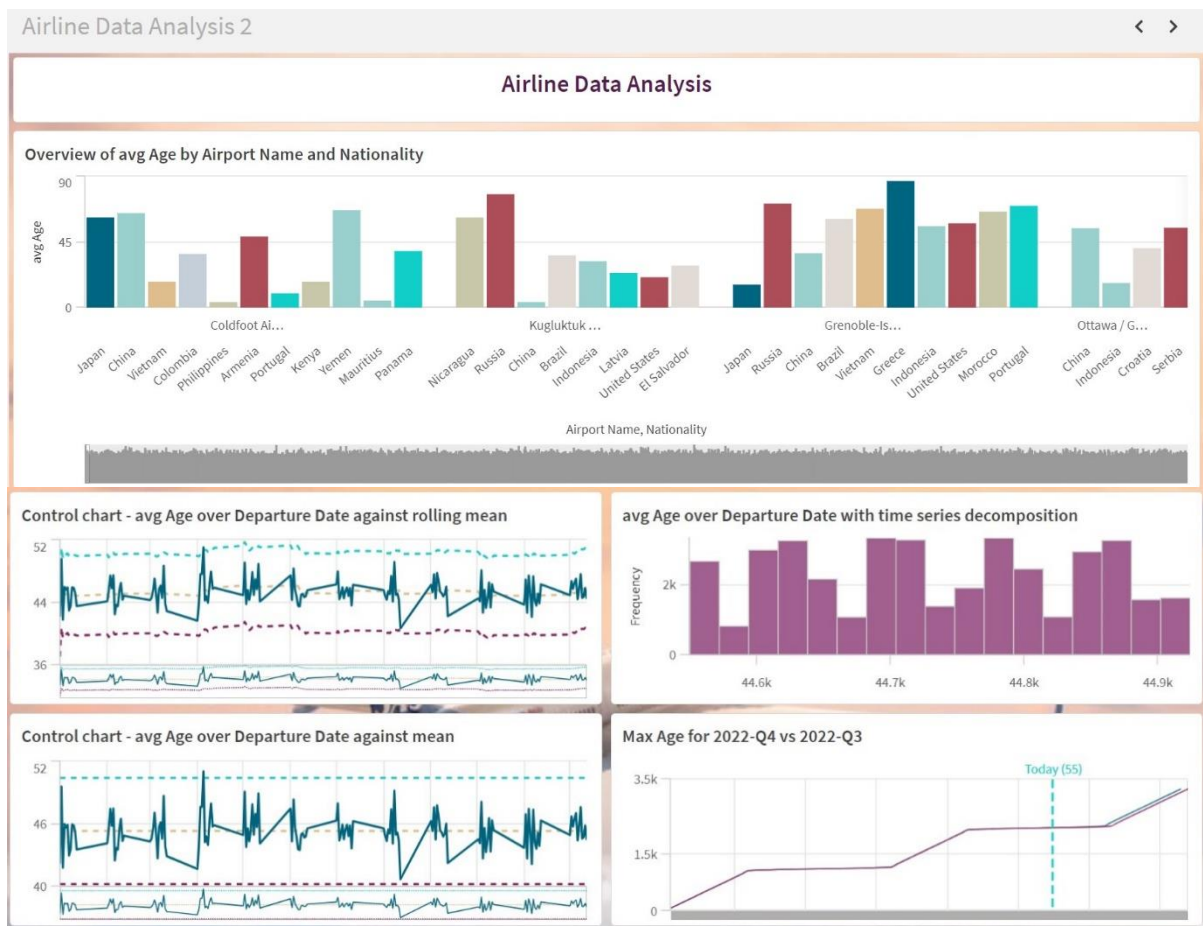 Airline Data Analysis 2
Airline Data Analysis
Overview of avg Age by Airport Name and Nationality
90
45
0
avg Age
Coldfoot Ai... Kugluktuk ... Grenoble-Is... Ottawa / G...
Japan China Vietnam Colombia Philippines Armenia Portugal Kenya Yemen Mauritius Panama Nicaragua Russia China Brazil Indonesia Latvia United States El Salvador Japan Russia China Brazil Vietnam Greece Indonesia United States Morocco Portugal China Indonesia Croatia Serbia
Airport Name, Nationality
Control chart - avg Age over Departure Date against rolling mean
52
44
36
avg Age over Departure Date with time series decomposition
Frequency
2k
0
44.6k 44.7k 44.8k 44.9k
Control chart - avg Age over Departure Date against mean
52
46
40
Max Age for 2022-Q4 vs 2022-Q3
Today (55)
3.5k
1.5k
0